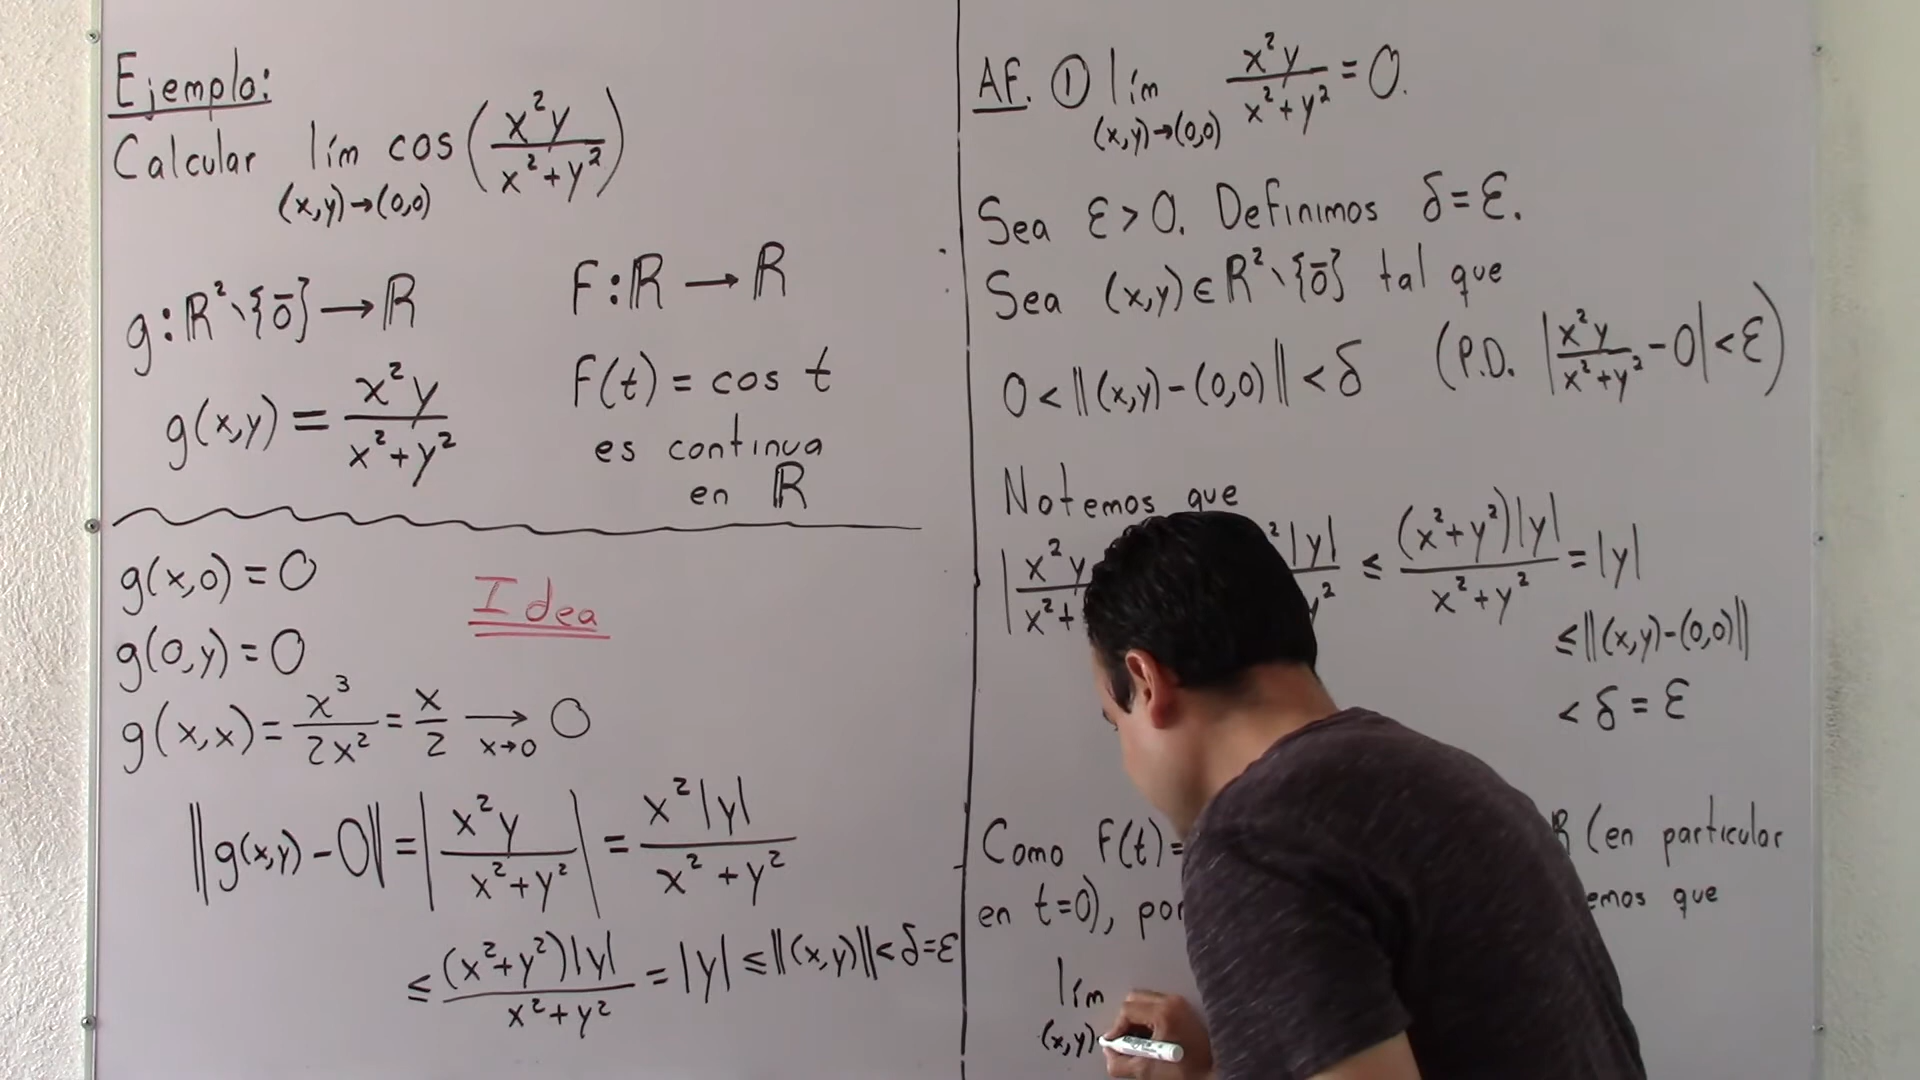 Ejemplo:
Calcular lím cos(x²y / x²+y²)
(x,y)→(0,0)
g:ℝ²∖{ō}→ℝ
g(x,y) = x²y / x²+y²
F:ℝ→ℝ
F(t) = cos t
es continua
en ℝ
g(x,0)=0
g(0,y)=0
Idea
g(x,x)= x³/2x² = x/2 → 0
x→0
‖g(x,y)-0‖=|x²y / x²+y²| = x²|y| / x²+y²
≤ (x²+y²)|y| / x²+y² = |y| ≤ ‖(x,y)‖ < δ=ε
AF. ① lím x²y / x²+y² = 0.
(x,y)→(0,0)
Sea ε>0. Definimos δ=ε.
Sea (x,y)∈ℝ²∖{ō} tal que
0<‖(x,y)-(0,0)‖<δ (P.D. |x²y / x²+y² -0|<ε)
Notemos que
|x²y / x²+ ²|y| / y² ≤ (x²+y²)|y| / x²+y² = |y|
≤‖(x,y)-(0,0)‖
< δ = ε
Como F(t)= ℝ (en particular
en t=0), por emos que
lím
(x,y)